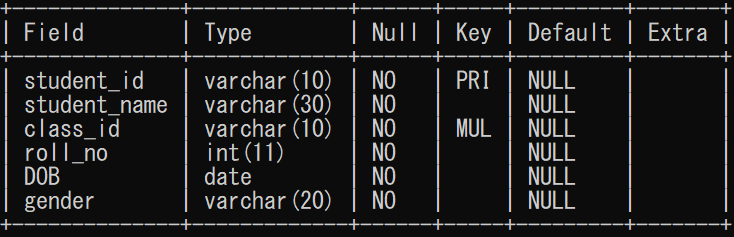 +--------------+-------------+------+-----+---------+-------+
| Field        | Type        | Null | Key | Default | Extra |
+--------------+-------------+------+-----+---------+-------+
| student_id   | varchar(10) | NO   | PRI | NULL    |       |
| student_name | varchar(30) | NO   |     | NULL    |       |
| class_id     | varchar(10) | NO   | MUL | NULL    |       |
| roll_no      | int(11)     | NO   |     | NULL    |       |
| DOB          | date        | NO   |     | NULL    |       |
| gender       | varchar(20) | NO   |     | NULL    |       |
+--------------+-------------+------+-----+---------+-------+